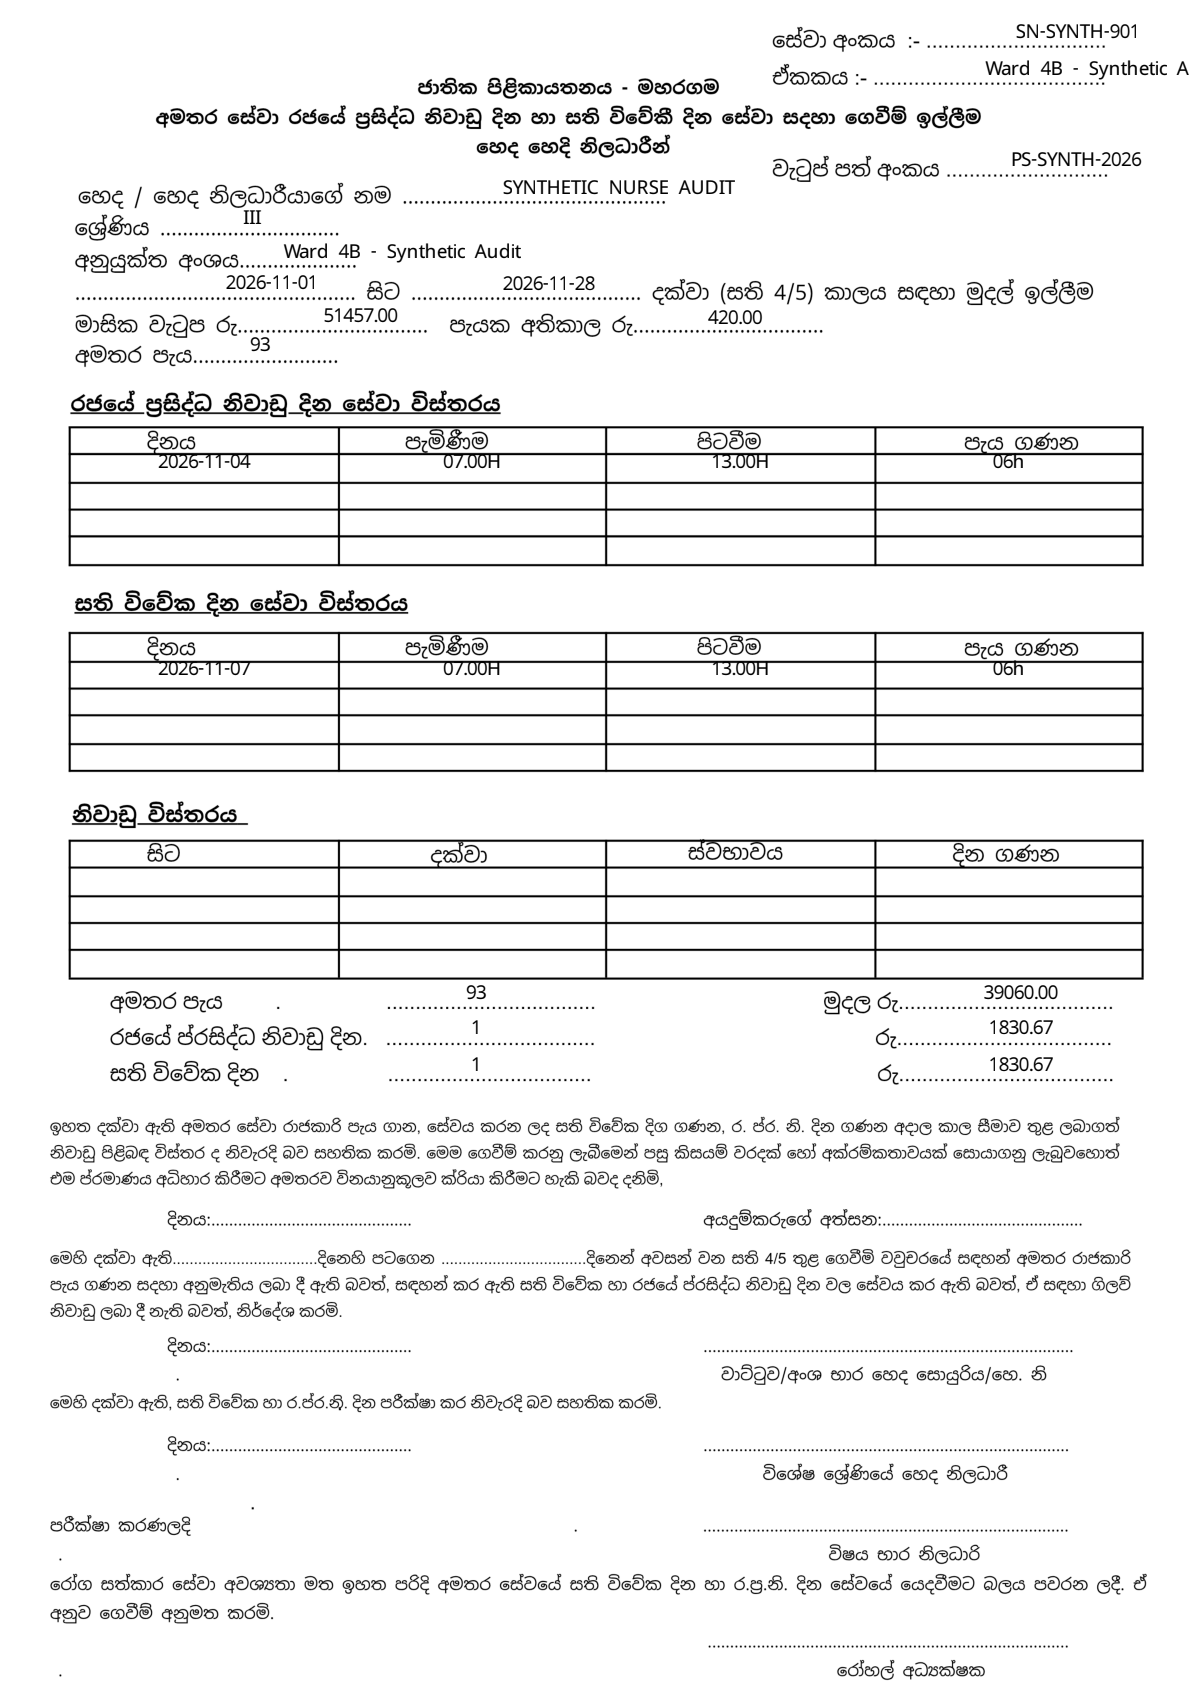 සේවා අංකය :- ............................... SN-SYNTH-901
ඒකකය :- ........................................ Ward 4B - Synthetic A
ජාතික පිළිකායතනය - මහරගම
අමතර සේවා රජයේ ප්‍රසිද්ධ නිවාඩු දින හා සති විවේකී දින සේවා සදහා ගෙවීම් ඉල්ලීම
හෙද හෙදි නිලධාරීන්
වැටුප් පත් අංකය ............................ PS-SYNTH-2026
හෙද / හෙද නිලධාරීයාගේ නම ............................................... SYNTHETIC NURSE AUDIT
ශ්‍රේණිය ................................ III
අනුයුක්ත අංශය..................... Ward 4B - Synthetic Audit
.................................................. 2026-11-01 සිට ......................................... 2026-11-28 දක්වා (සති 4/5) කාලය සඳහා මුදල් ඉල්ලීම
මාසික වැටුප රු.................................. 51457.00 පැයක අතිකාල රු.................................. 420.00
අමතර පැය.......................... 93
රජයේ ප්‍රසිද්ධ නිවාඩු දින සේවා විස්තරය
දිනය පැමිණීම පිටවීම පැය ගණන
2026-11-04 07.00H 13.00H 06h
සති විවේක දින සේවා විස්තරය
දිනය පැමිණීම පිටවීම පැය ගණන
2026-11-07 07.00H 13.00H 06h
නිවාඩු විස්තරය
සිට දක්වා ස්වභාවය දින ගණන
අමතර පැය . .................................... 93 මුදල රු..................................... 39060.00
රජයේ ප්රසිද්ධ නිවාඩු දින. .................................... 1 රු..................................... 1830.67
සති විවේක දින . ................................... 1 රු..................................... 1830.67
ඉහත දක්වා ඇති අමතර සේවා රාජකාරි පැය ගාන, සේවය කරන ලද සති විවේක දිග ගණන, ර. ප්ර. නි. දින ගණන අදාල කාල සීමාව තුළ ලබාගත්
නිවාඩු පිළිබඳ විස්තර ද නිවැරදි බව සහතික කරමි. මෙම ගෙවීම් කරනු ලැබීමෙන් පසු කිසයම් වරදක් හෝ අක්රම්කතාවයක් සොයාගනු ලැබුවහොත්
එම ප්රමාණය අධිහාර කිරීමට අමතරව විනයානුකූලව ක්රියා කිරීමට හැකි බවද දනිමි,
දිනය:............................................. අයදුම්කරුගේ අත්සන:.............................................
මෙහි දක්වා ඇති..................................දිනෙහි පටගෙන ..................................දිනෙන් අවසන් වන සති 4/5 තුළ ගෙවීමි වවුචරයේ සඳහන් අමතර රාජකාරි
පැය ගණන සදහා අනුමැතිය ලබා දී ඇති බවත්, සඳහන් කර ඇති සති විවේක හා රජයේ ප්රසිද්ධ නිවාඩු දින වල සේවය කර ඇති බවත්, ඒ සඳහා ගිලව්
නිවාඩු ලබා දී නැති බවත්, නිර්දේශ කරමි.
දිනය:............................................. ...................................................................................
. වාට්ටුව/අංශ භාර හෙද සොයුරිය/හෙ. නි
මෙහි දක්වා ඇති, සති විවේක හා ර.ප්ර.නි. දින පරීක්ෂා කර නිවැරදි බව සහතික කරමි.
දිනය:............................................. ..................................................................................
. විශේෂ ශ්‍රේණියේ හෙද නිලධාරී
.
පරීක්ෂා කරණලදි . ..................................................................................
. විෂය භාර නිලධාරි
රෝග සත්කාර සේවා අවශ්‍යතා මත ඉහත පරිදි අමතර සේවයේ සති විවේක දින හා ර.ප්‍ර.නි. දින සේවයේ යෙදවීමට බලය පවරන ලදී. ඒ
අනුව ගෙවීම් අනුමත කරමි.
.................................................................................
. රෝහල් අධ්‍යක්ෂක